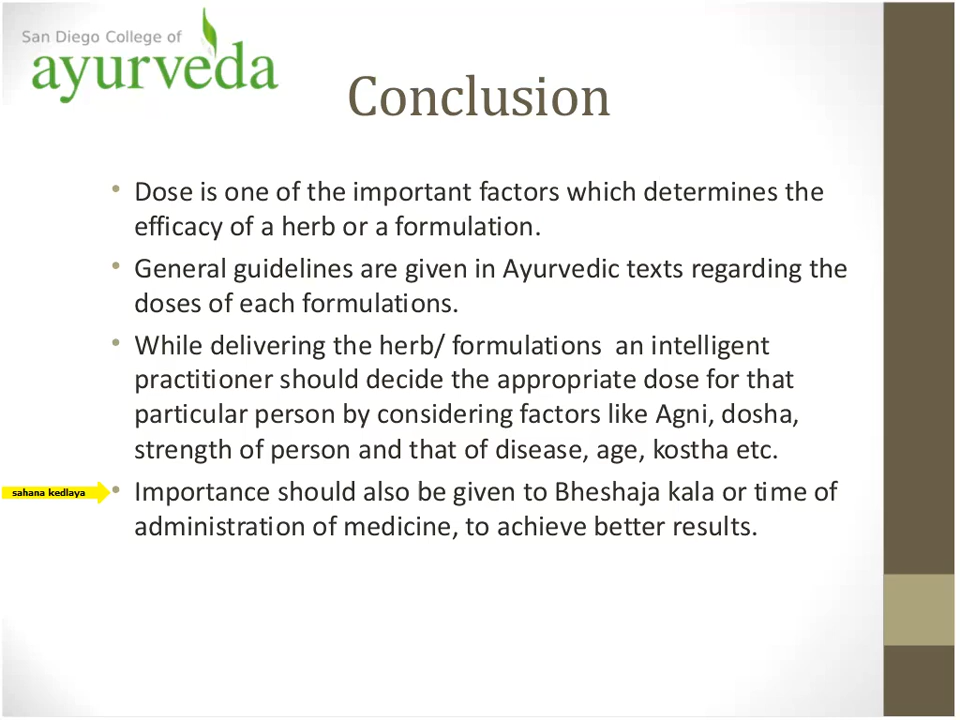 San Diego College of
ayurveda
Conclusion
• Dose is one of the important factors which determines the
efficacy of a herb or a formulation.
• General guidelines are given in Ayurvedic texts regarding the
doses of each formulations.
• While delivering the herb/ formulations  an intelligent
practitioner should decide the appropriate dose for that
particular person by considering factors like Agni, dosha,
strength of person and that of disease, age, kostha etc.
sahana kedlaya
• Importance should also be given to Bheshaja kala or time of
administration of medicine, to achieve better results.